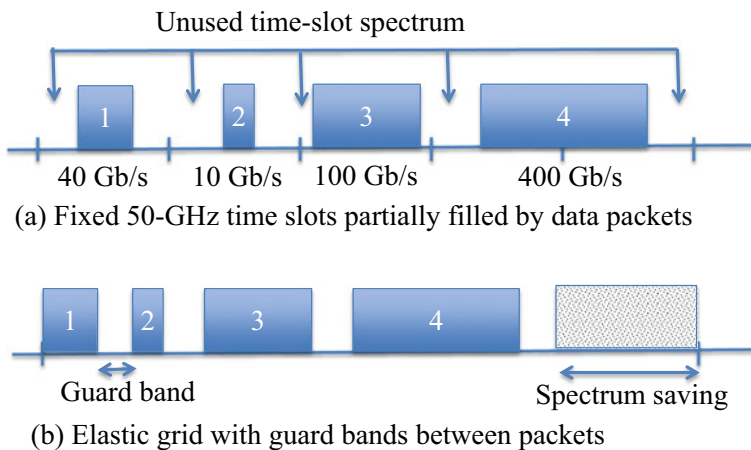 Unused time-slot spectrum
1 2 3 4
40 Gb/s 10 Gb/s 100 Gb/s 400 Gb/s
(a) Fixed 50-GHz time slots partially filled by data packets
1 2 3 4
Guard band Spectrum saving
(b) Elastic grid with guard bands between packets